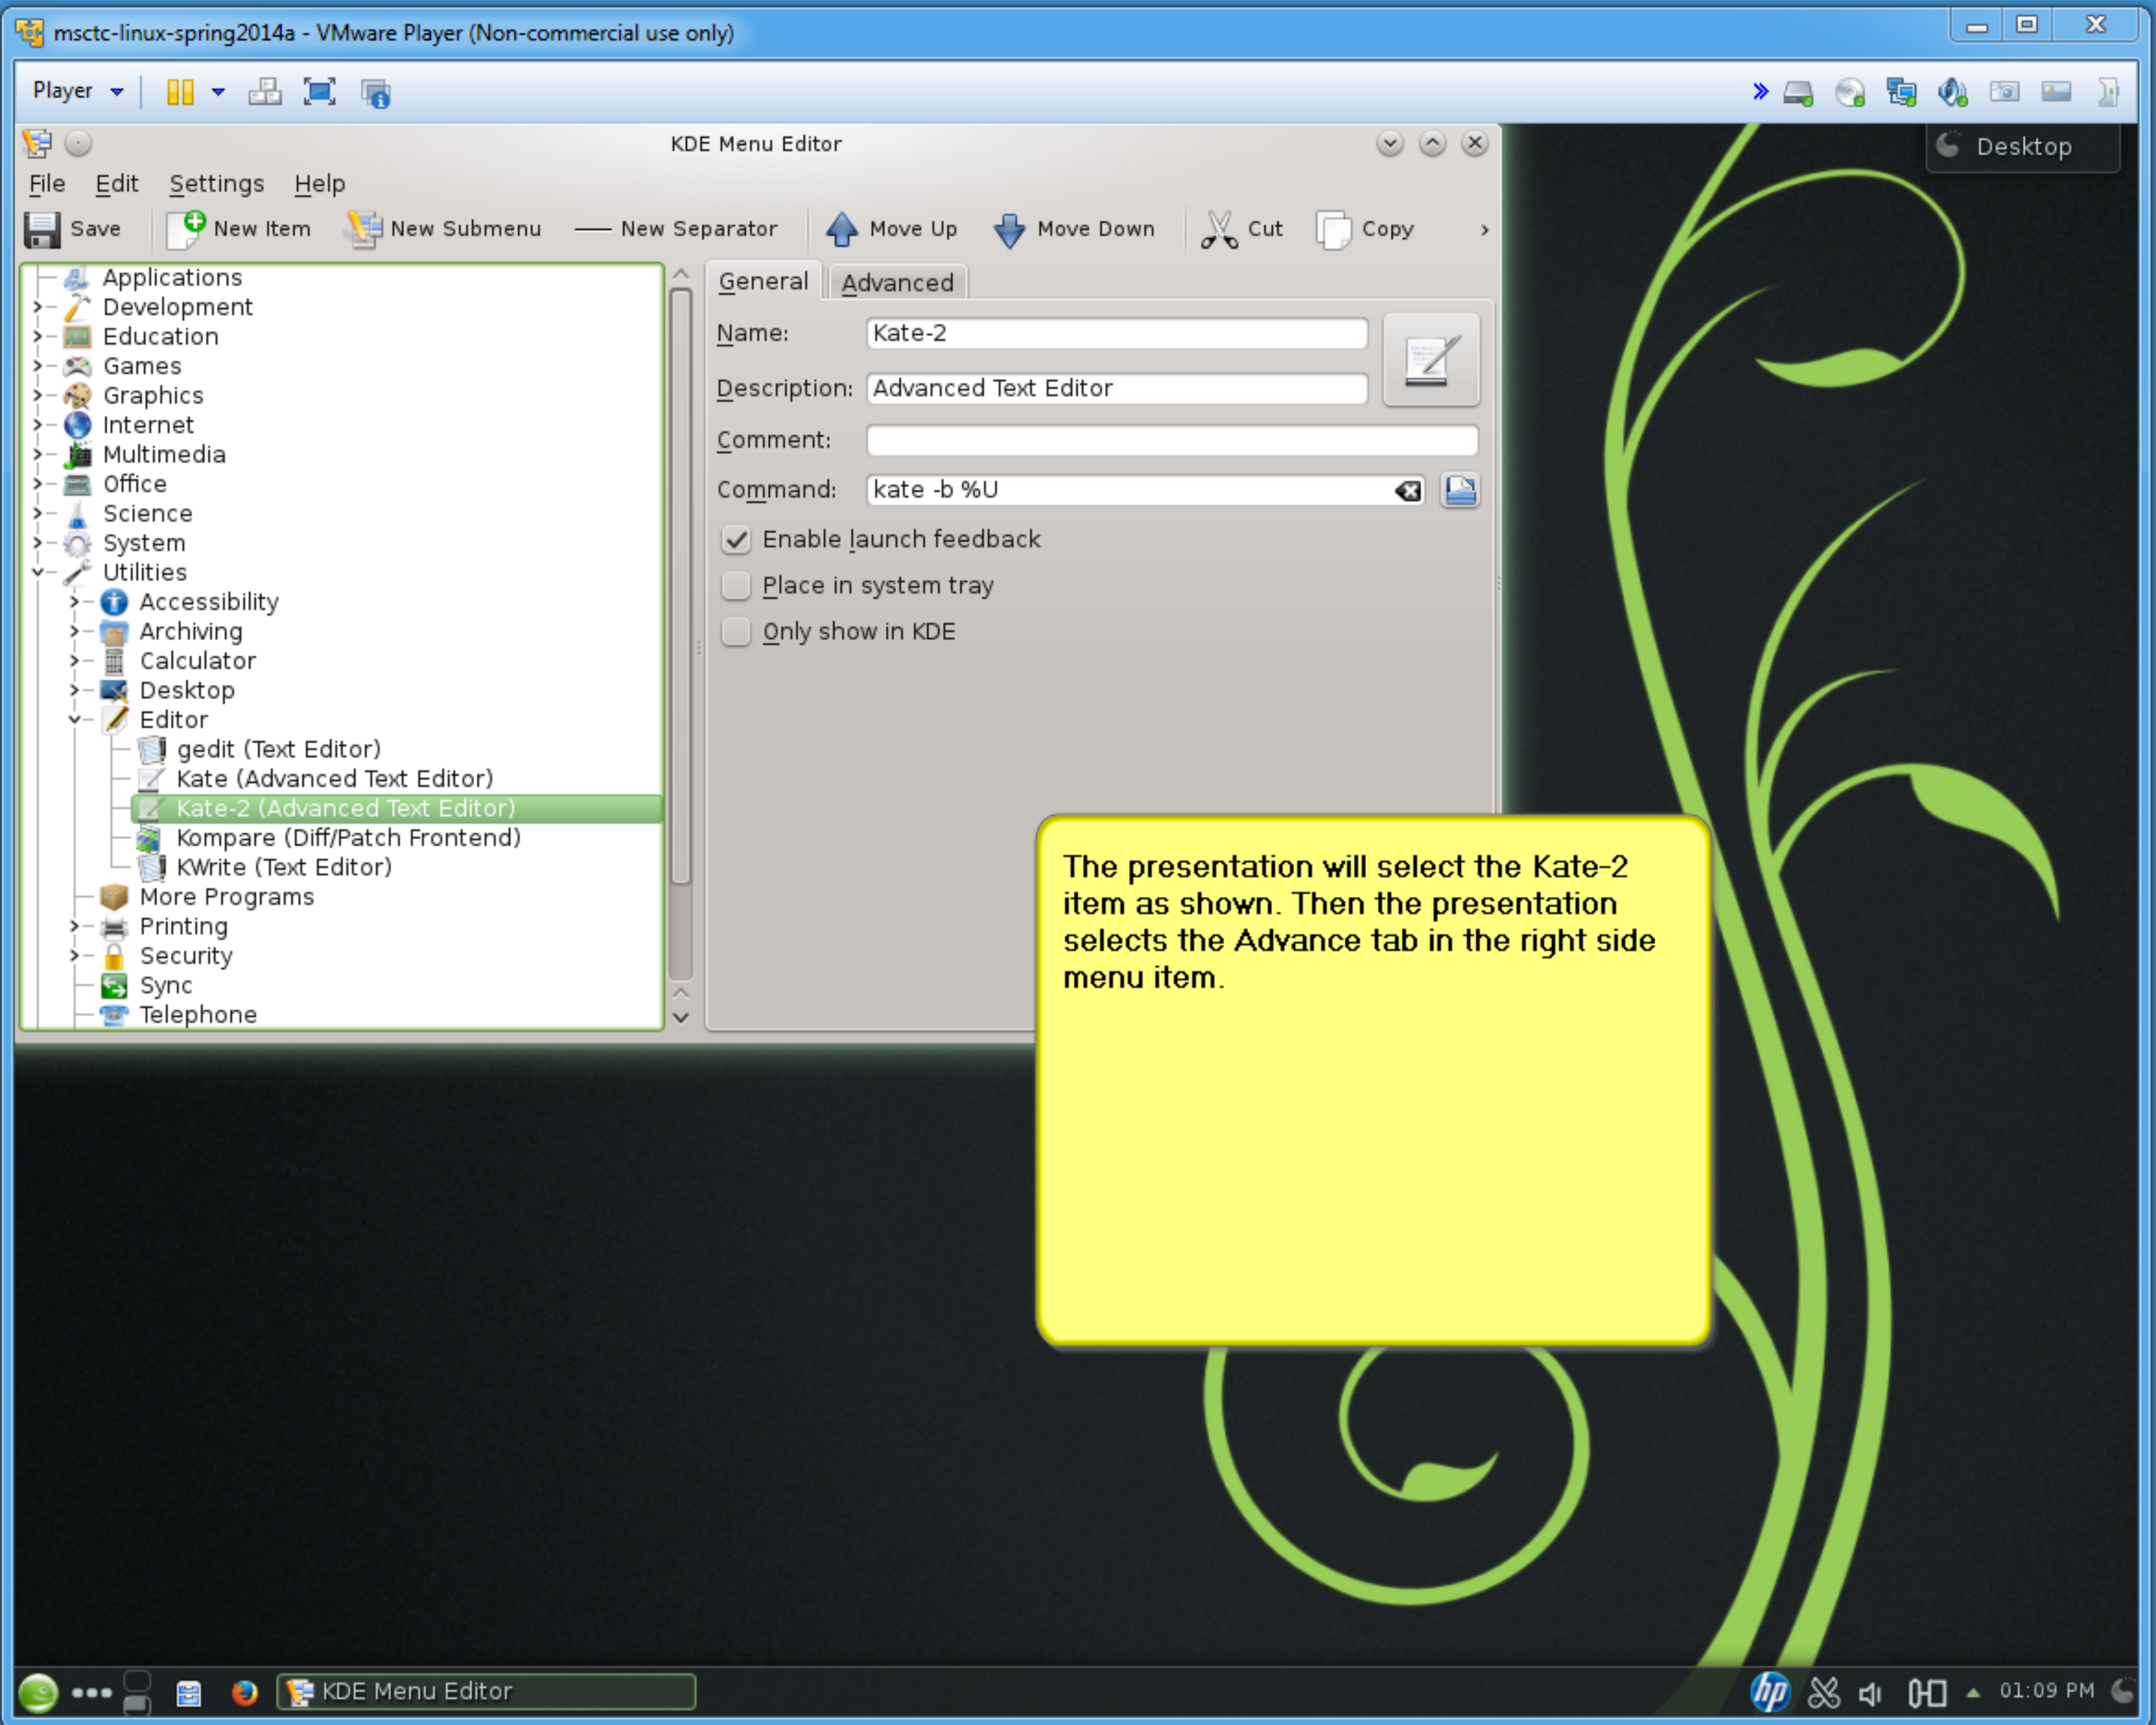 msctc-linux-spring2014a - VMware Player (Non-commercial use only)
Player
KDE Menu Editor
Desktop
File Edit Settings Help
Save New Item New Submenu New Separator Move Up Move Down Cut Copy
Applications
Development
Education
Games
Graphics
Internet
Multimedia
Office
Science
System
Utilities
Accessibility
Archiving
Calculator
Desktop
Editor
gedit (Text Editor)
Kate (Advanced Text Editor)
Kate-2 (Advanced Text Editor)
Kompare (Diff/Patch Frontend)
KWrite (Text Editor)
More Programs
Printing
Security
Sync
Telephone
General Advanced
Name: Kate-2
Description: Advanced Text Editor
Comment:
Command: kate -b %U
Enable launch feedback
Place in system tray
Only show in KDE
The presentation will select the Kate-2
item as shown. Then the presentation
selects the Advance tab in the right side
menu item.
KDE Menu Editor
hp
01:09 PM